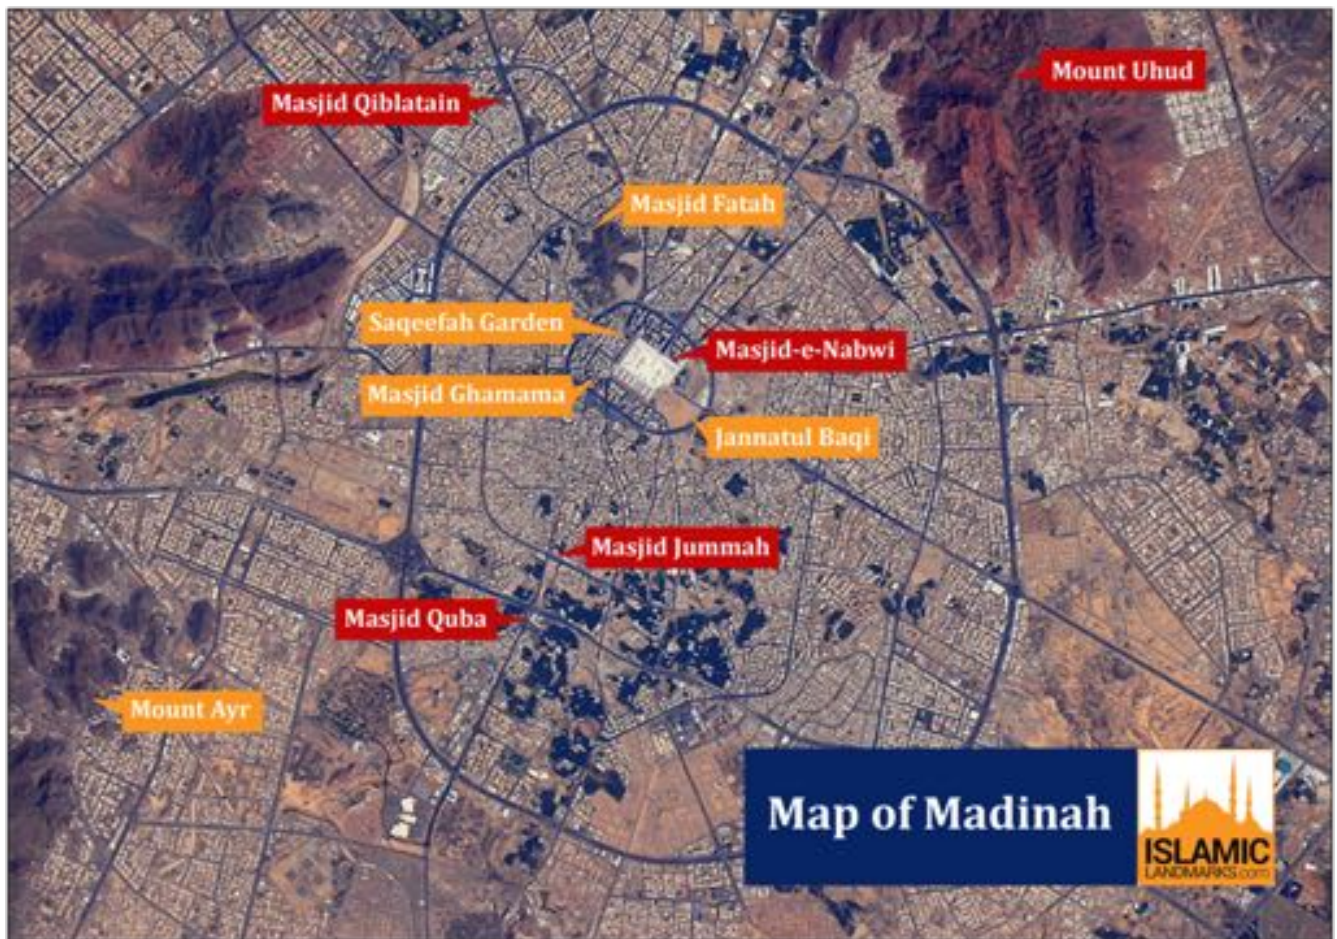 Mount Uhud
Masjid Qiblatain
Masjid Fatah
Saqeefah Garden
Masjid-e-Nabwi
Masjid Ghamama
Jannatul Baqi
Masjid Jummah
Masjid Quba
Mount Ayr
Map of Madinah
ISLAMIC
LANDMARKS.com